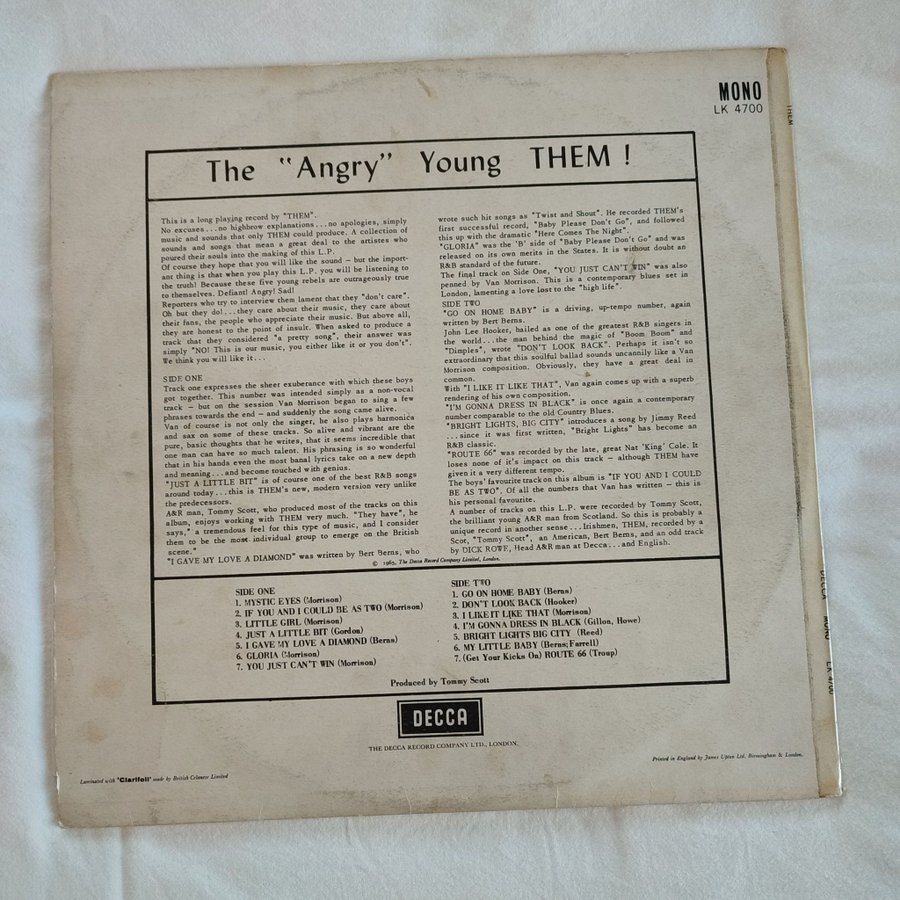 MONO
LK 4700
THEM
The "Angry" Young THEM !
This is a long playing record by "THEM".
No excuses...no highbrow explanations...no apologies, simply
music and sounds that only THEM could produce. A collection of
sounds and songs that mean a great deal to the artistes who
poured their souls into the making of this L.P.
Of course they hope that you will like the sound – but the import-
ant thing is that when you play this L.P. you will be listening to
the truth! Because these five young rebels are outrageously true
to themselves. Defiant! Angry! Sad!
Reporters who try to interview them lament that they "don't care".
Oh but they do!...they care about their music, they care about
their fans, the people who appreciate their music. But above all,
they are honest to the point of insult. When asked to produce a
track that they considered "a pretty song", their answer was
simply "NO! This is our music, you either like it or you don't".
We think you will like it...
SIDE ONE
Track one expresses the sheer exuberance with which these boys
got together. This number was intended simply as a non-vocal
track – but on the session Van Morrison began to sing a few
phrases towards the end – and suddenly the song came alive.
Van of course is not only the singer, he also plays harmonica
and sax on some of these tracks. So alive and vibrant are the
pure, basic thoughts that he writes, that it seems incredible that
one man can have so much talent. His phrasing is so wonderful
that in his hands even the most banal lyrics take on a new depth
and meaning...and become touched with genius.
"JUST A LITTLE BIT" is of course one of the best R&B songs
around today...this is THEM's new, modern version very unlike
the predecessors.
A&R man, Tommy Scott, who produced most of the tracks on this
album, enjoys working with THEM very much. "They have", he
says," a tremendous feel for this type of music, and I consider
them to be the most individual group to emerge on the British
scene."
"I GAVE MY LOVE A DIAMOND" was written by Bert Berns, who
wrote such hit songs as "Twist and Shout". He recorded THEM's
first successful record, "Baby Please Don't Go", and followed
this up with the dramatic "Here Comes The Night".
"GLORIA" was the 'B' side of "Baby Please Don't Go" and was
released on its own merits in the States. It is without doubt an
R&B standard of the future.
The final track on Side One, "YOU JUST CAN'T WIN" was also
penned by Van Morrison. This is a contemporary blues set in
London, lamenting a love lost to the "high life".
SIDE TWO
"GO ON HOME BABY" is a driving, up-tempo number, again
written by Bert Berns.
John Lee Hooker, hailed as one of the greatest R&B singers in
the world...the man behind the magic of "Boom Boom" and
"Dimples", wrote "DON'T LOOK BACK". Perhaps it isn't so
extraordinary that this soulful ballad sounds uncannily like a Van
Morrison composition. Obviously, they have a great deal in
common.
With "I LIKE IT LIKE THAT", Van again comes up with a superb
rendering of his own composition.
"I'M GONNA DRESS IN BLACK" is once again a contemporary
number comparable to the old Country Blues.
"BRIGHT LIGHTS, BIG CITY" introduces a song by Jimmy Reed
...since it was first written, "Bright Lights" has become an
R&B classic.
"ROUTE 66" was recorded by the late, great Nat 'King' Cole. It
loses none of it's impact on this track – although THEM have
given it a very different tempo.
The boys' favourite track on this album is "IF YOU AND I COULD
BE AS TWO". Of all the numbers that Van has written – this is
his personal favourite.
A number of tracks on this L.P. were recorded by Tommy Scott,
the brilliant young A&R man from Scotland. So this is probably a
unique record in another sense...Irishmen, THEM, recorded by a
Scot, "Tommy Scott", an American, Bert Berns, and an odd track
by DICK ROWE, Head A&R man at Decca...and English.
© 1965, The Decca Record Company Limited, London.
SIDE ONE
1. MYSTIC EYES (Morrison)
2. IF YOU AND I COULD BE AS TWO (Morrison)
3. LITTLE GIRL (Morrison)
4. JUST A LITTLE BIT (Gordon)
5. I GAVE MY LOVE A DIAMOND (Berns)
6. GLORIA (Morrison)
7. YOU JUST CAN'T WIN (Morrison)
SIDE TWO
1. GO ON HOME BABY (Berns)
2. DON'T LOOK BACK (Hooker)
3. I LIKE IT LIKE THAT (Morrison)
4. I'M GONNA DRESS IN BLACK (Gillon, Howe)
5. BRIGHT LIGHTS BIG CITY (Reed)
6. MY LITTLE BABY (Berns; Farrell)
7. (Get Your Kicks On) ROUTE 66 (Troup)
Produced by Tommy Scott
DECCA
THE DECCA RECORD COMPANY LTD., LONDON.
Laminated with 'Clarifoil' made by British Celanese Limited
Printed in England by James Upton Ltd. Birmingham & London.
DECCA MONO LK 4700